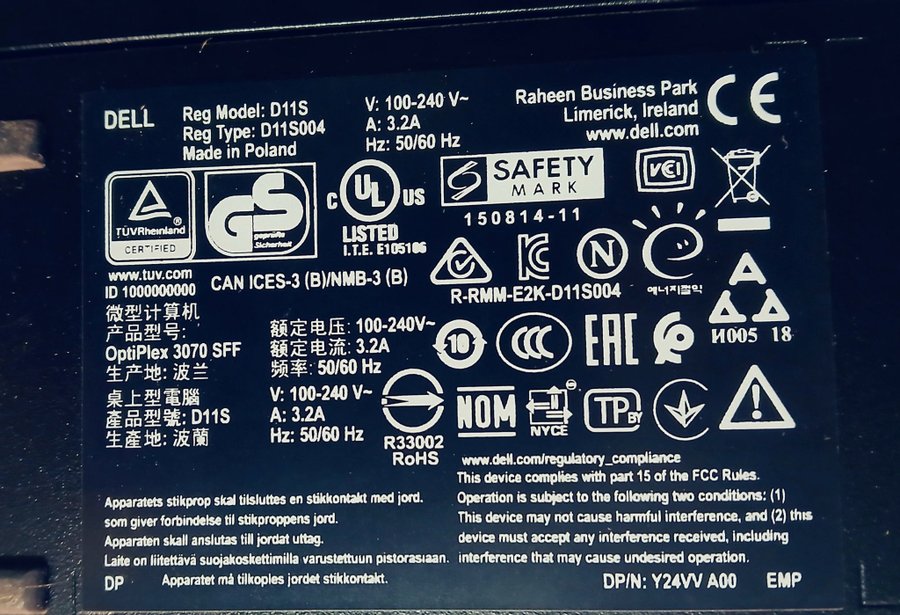 DELL
Reg Model: D11S
Reg Type: D11S004
Made in Poland
V: 100-240 V~
A: 3.2A
Hz: 50/60 Hz
Raheen Business Park
Limerick, Ireland
www.dell.com
CE
TÜVRheinland®
CERTIFIED
GS
geprüfte
Sicherheit
C UL US
LISTED
I.T.E. E105106
SAFETY
MARK
150814-11
VCI
www.tuv.com
ID 1000000000
CAN ICES-3 (B)/NMB-3 (B)
KC
N
R-RMM-E2K-D11S004
에너지절약
И005 18
微型计算机
产品型号:
OptiPlex 3070 SFF
生产地: 波兰
额定电压: 100-240V~
额定电流: 3.2A
频率: 50/60 Hz
10
CCC
EAC
桌上型電腦
產品型號: D11S
生產地: 波蘭
V: 100-240 V~
A: 3.2A
Hz: 50/60 Hz
R33002
RoHS
NOM
NYCE
TP BY
www.dell.com/regulatory_compliance
This device complies with part 15 of the FCC Rules.
Operation is subject to the following two conditions: (1)
This device may not cause harmful interference, and (2) this
device must accept any interference received, including
interference that may cause undesired operation.
Apparatets stikprop skal tilsluttes en stikkontakt med jord.
som giver forbindelse til stikproppens jord.
Apparaten skall anslutas till jordat uttag.
Laite on liitettävä suojakoskettimilla varustettuun pistorasiaan.
DP Apparatet må tilkoples jordet stikkontakt.
DP/N: Y24VV A00 EMP